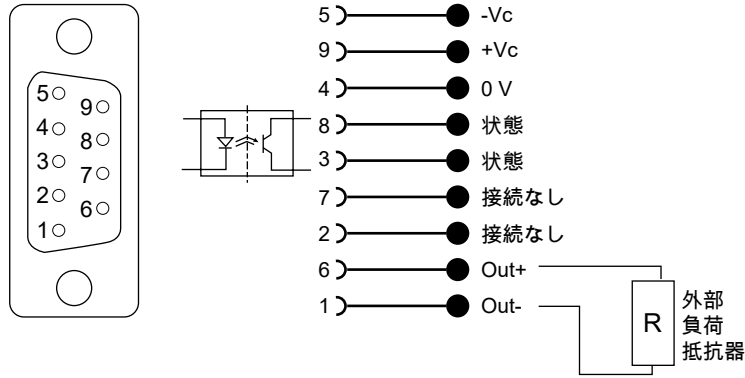 5
9
4
8
3
7
2
6
1
5 -Vc
9 +Vc
4 0 V
8 状態
3 状態
7 接続なし
2 接続なし
6 Out+
1 Out-
R
外部
負荷
抵抗器